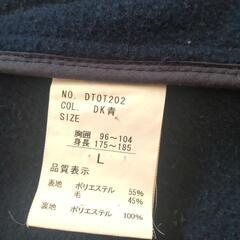 NO. DTOT202
COL. DK青
SIZE
胸囲 96～104
身長 175～185
L
品質表示
表地 ポリエステル 55%
毛 45%
裏地 ポリエステル 100%